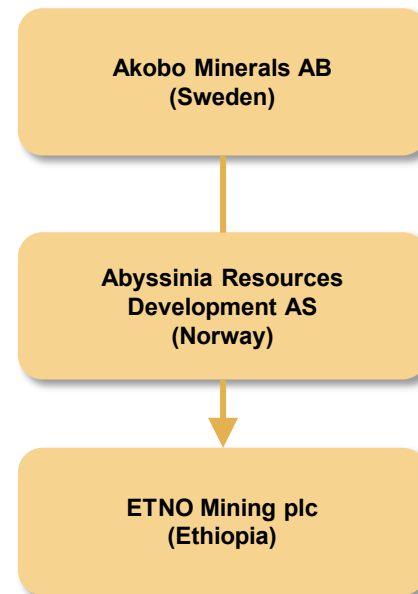 Akobo Minerals AB
(Sweden)
Abyssinia Resources
Development AS
(Norway)
ETNO Mining plc
(Ethiopia)